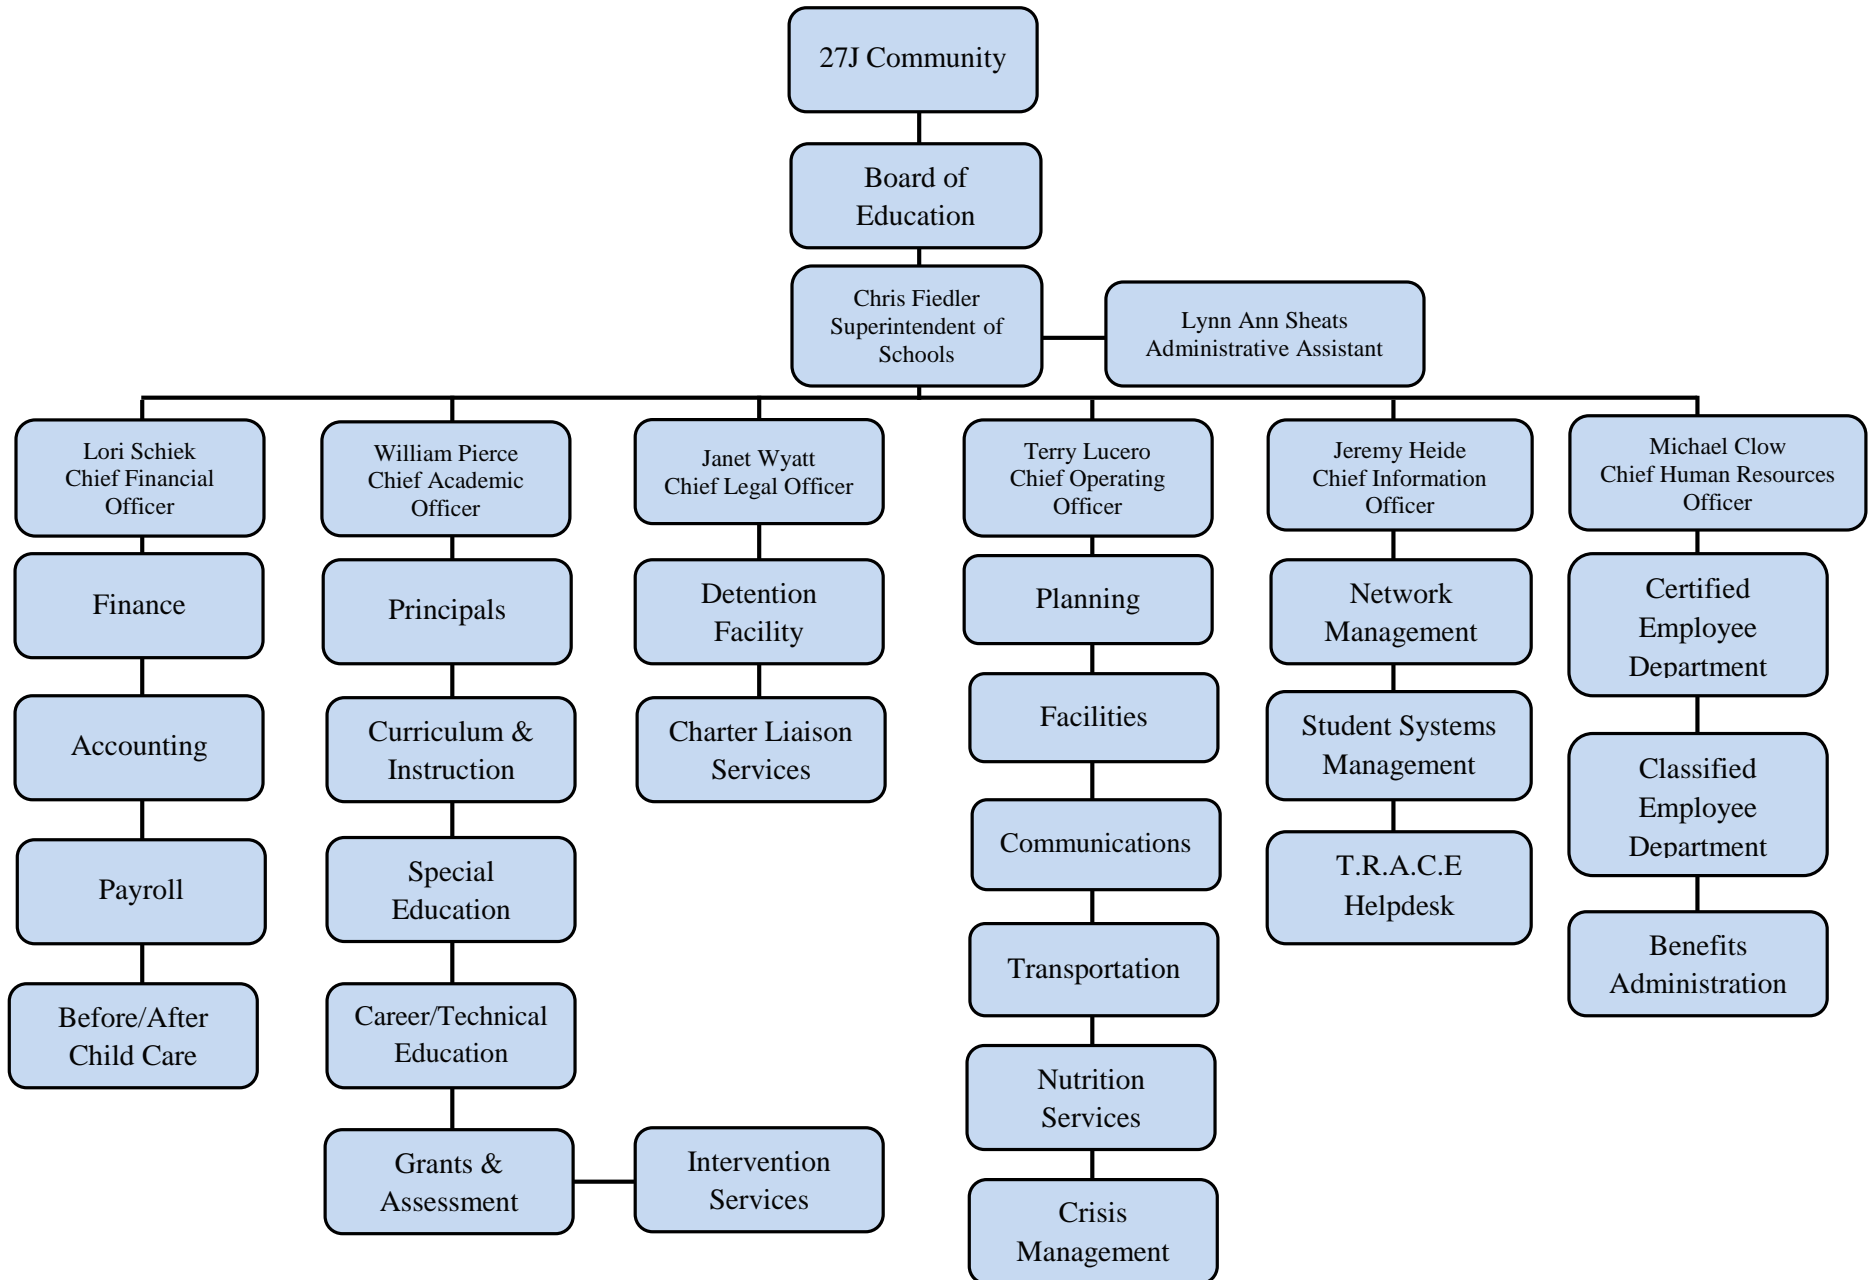 27J Community
Board of
Education
Chris Fiedler
Superintendent of
Schools
Lynn Ann Sheats
Administrative Assistant
Lori Schiek
Chief Financial
Officer
William Pierce
Chief Academic
Officer
Janet Wyatt
Chief Legal Officer
Terry Lucero
Chief Operating
Officer
Jeremy Heide
Chief Information
Officer
Michael Clow
Chief Human Resources
Officer
Finance
Accounting
Payroll
Before/After
Child Care
Principals
Curriculum &
Instruction
Special
Education
Career/Technical
Education
Grants &
Assessment
Intervention
Services
Detention
Facility
Charter Liaison
Services
Planning
Facilities
Communications
Transportation
Nutrition
Services
Crisis
Management
Network
Management
Student Systems
Management
T.R.A.C.E
Helpdesk
Certified
Employee
Department
Classified
Employee
Department
Benefits
Administration